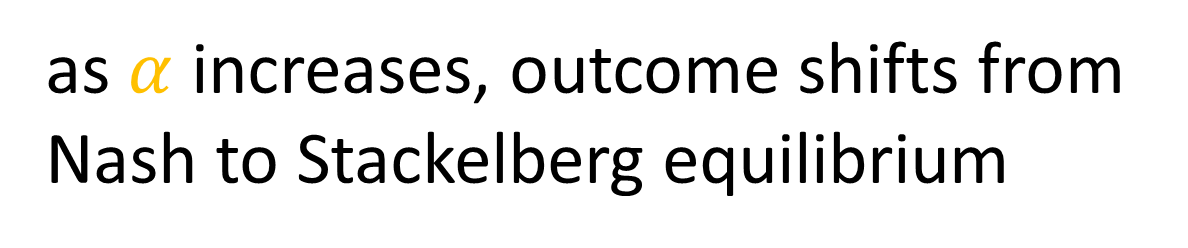 as α increases, outcome shifts from
Nash to Stackelberg equilibrium